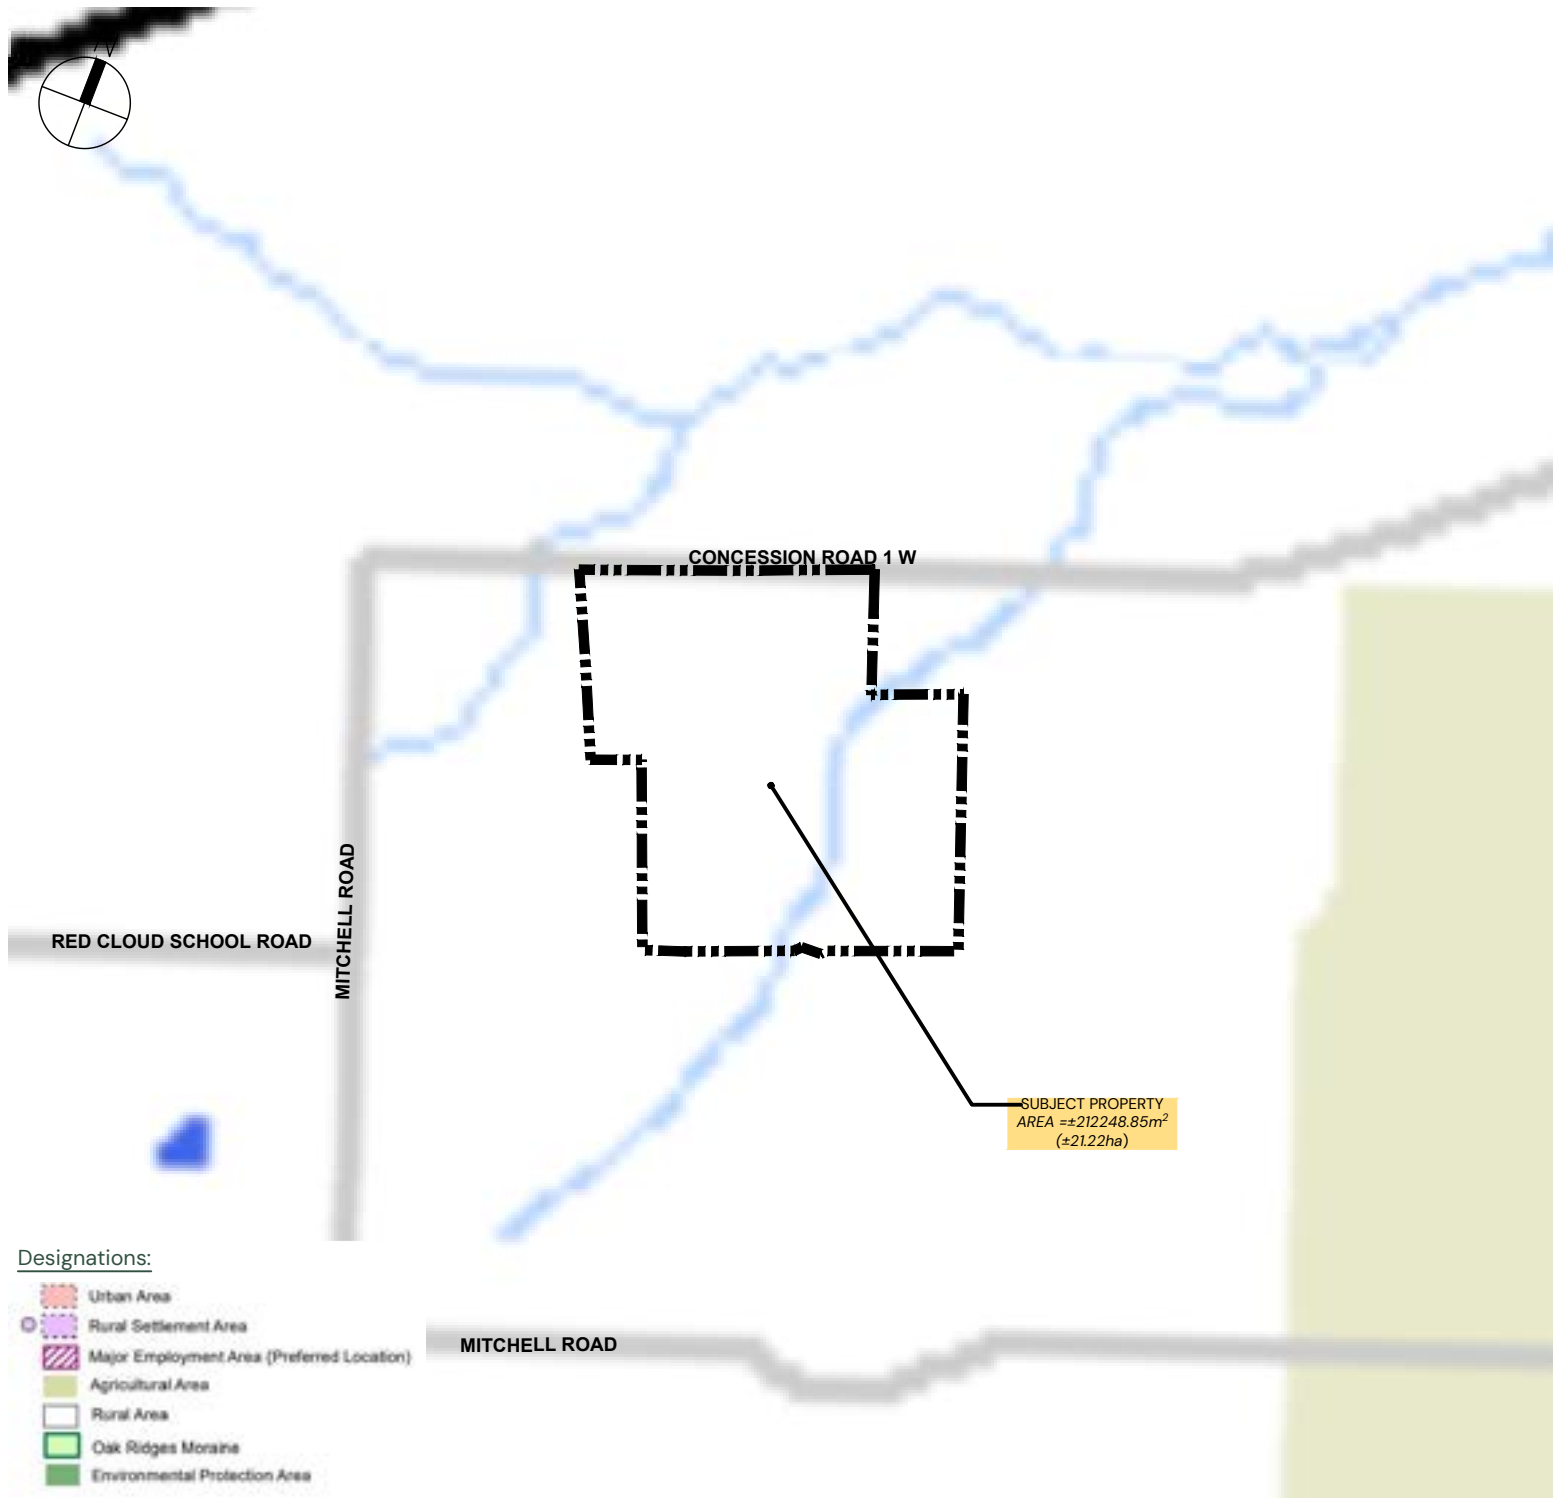 N
CONCESSION ROAD 1 W
MITCHELL ROAD
RED CLOUD SCHOOL ROAD
SUBJECT PROPERTY
AREA =±212248.85m²
(±21.22ha)
Designations:
Urban Area
Rural Settlement Area
Major Employment Area (Preferred Location)
Agricultural Area
Rural Area
Oak Ridges Moraine
Environmental Protection Area
MITCHELL ROAD